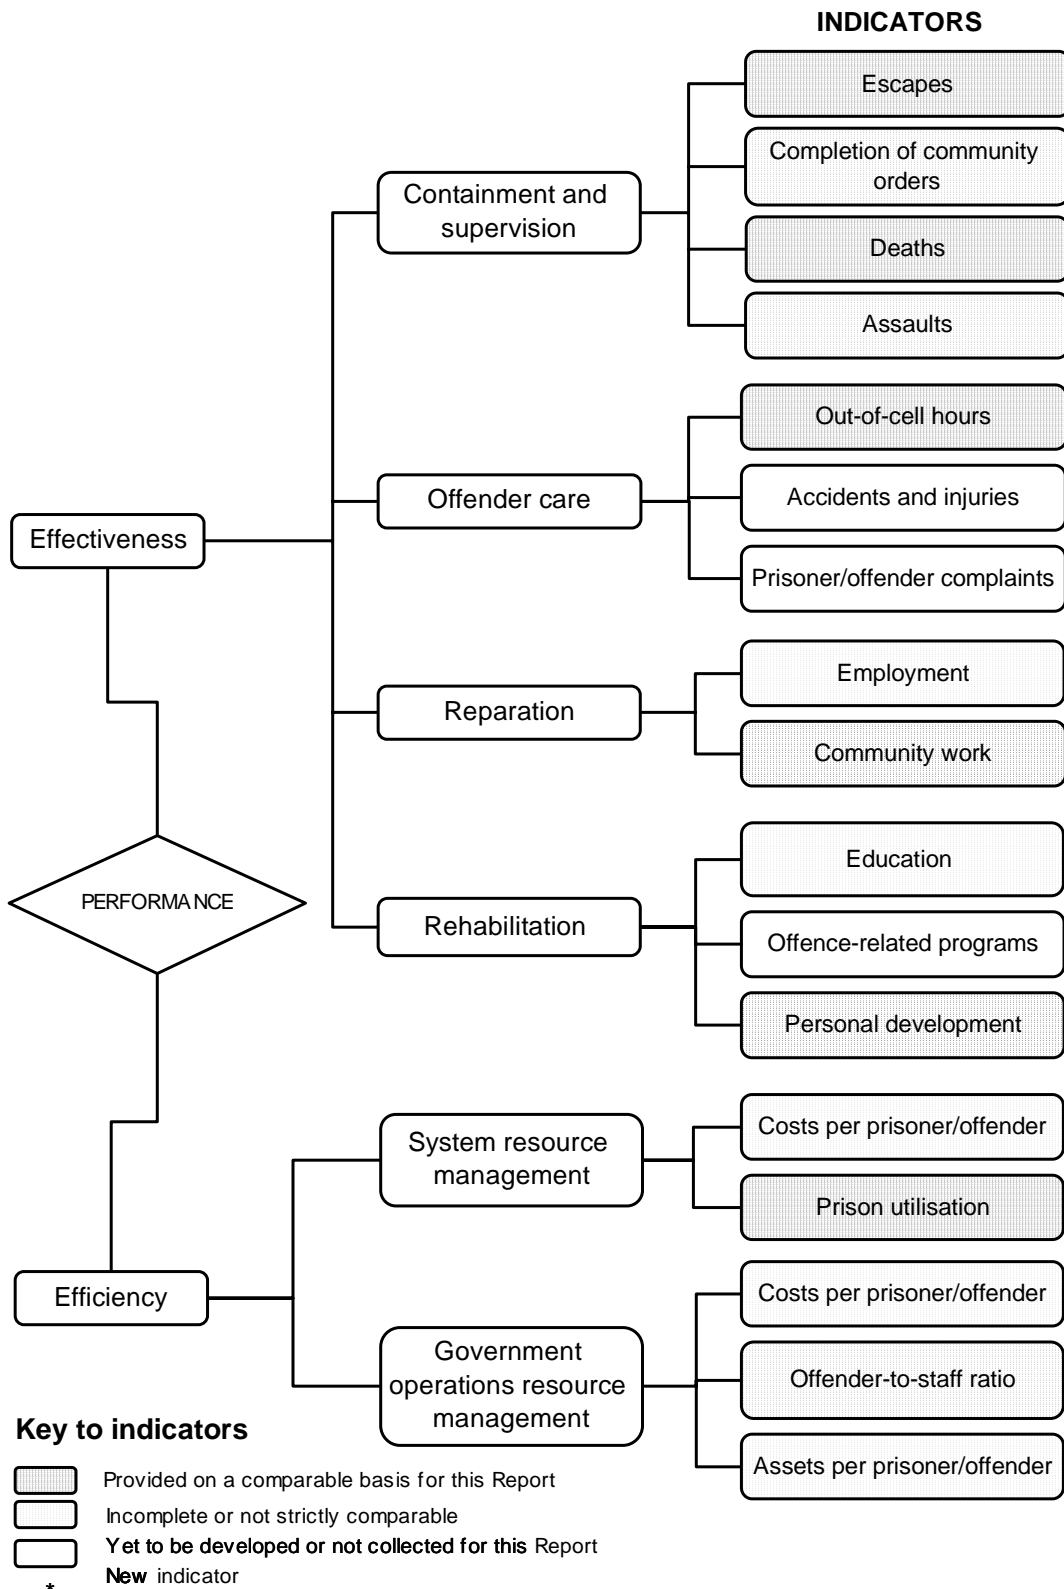 INDICATORS
Escapes
Completion of community
orders
Containment and
supervision
Deaths
Assaults
Out-of-cell hours
Offender care
Accidents and injuries
Prisoner/offender complaints
Effectiveness
Employment
Reparation
Community work
Education
PERFORMANCE
Rehabilitation
Offence-related programs
Personal development
System resource
management
Costs per prisoner/offender
Prison utilisation
Efficiency
Costs per prisoner/offender
Government
operations resource
management
Offender-to-staff ratio
Assets per prisoner/offender
Key to indicators
Provided on a comparable basis for this Report
Incomplete or not strictly comparable
Yet to be developed or not collected for this Report
* New indicator